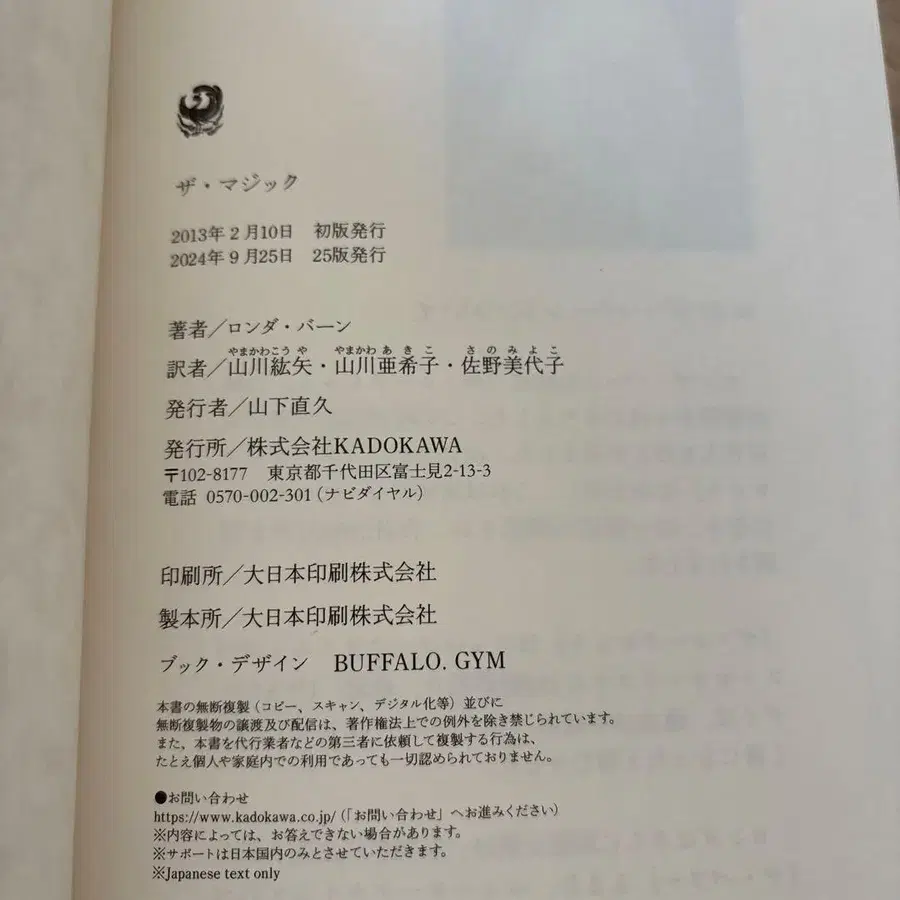 ザ・マジック
2013年2月10日　初版発行
2024年9月25日　25版発行
著者／ロンダ・バーン
やまかわこうや　やまかわあきこ　さのみよこ
訳者／山川紘矢・山川亜希子・佐野美代子
発行者／山下直久
発行所／株式会社KADOKAWA
〒102-8177　東京都千代田区富士見2-13-3
電話 0570-002-301（ナビダイヤル）
印刷所／大日本印刷株式会社
製本所／大日本印刷株式会社
ブック・デザイン　BUFFALO. GYM
本書の無断複製（コピー、スキャン、デジタル化等）並びに
無断複製物の譲渡及び配信は、著作権法上での例外を除き禁じられています。
また、本書を代行業者などの第三者に依頼して複製する行為は、
たとえ個人や家庭内での利用であっても一切認められておりません。
●お問い合わせ
https://www.kadokawa.co.jp/（「お問い合わせ」へお進みください）
※内容によっては、お答えできない場合があります。
※サポートは日本国内のみとさせていただきます。
※Japanese text only